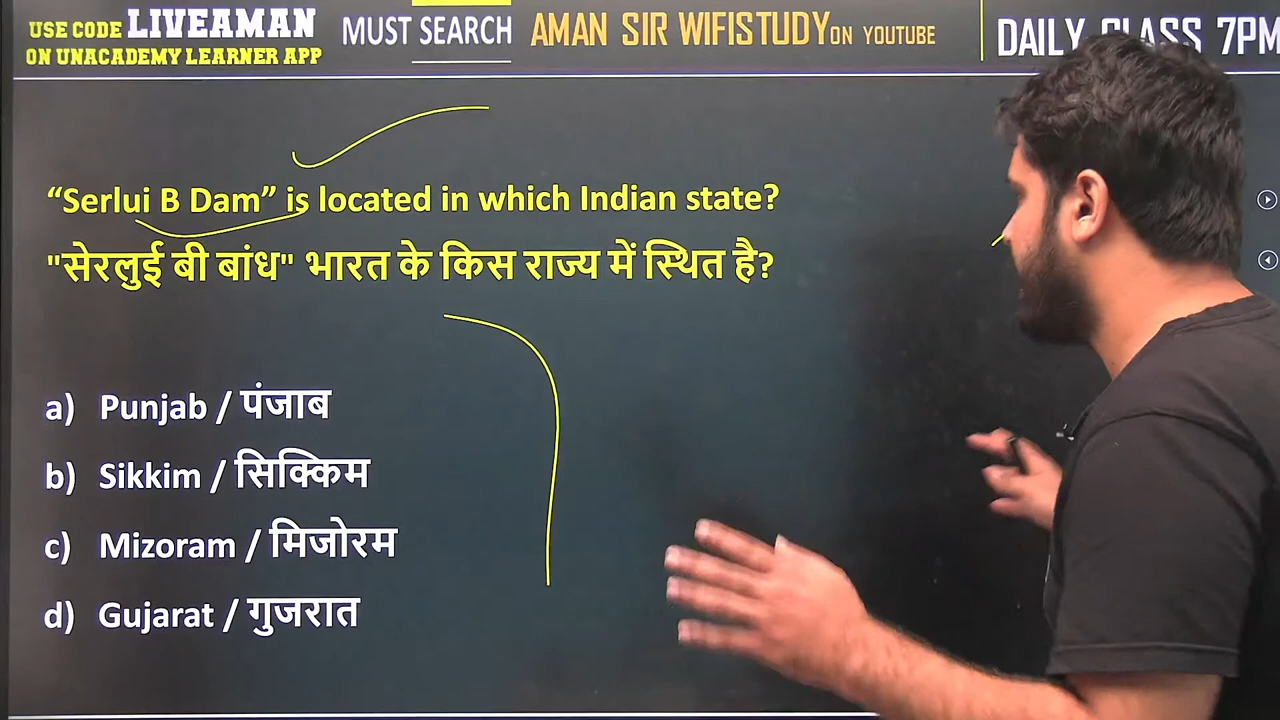 USE CODE LIVEAMAN
ON UNACADEMY LEARNER APP
MUST SEARCH
AMAN SIR WIFISTUDY ON YOUTUBE
DAILY CLASS 7PM
“Serlui B Dam” is located in which Indian state?
"सेरलुई बी बांध" भारत के किस राज्य में स्थित है?
a) Punjab / पंजाब
b) Sikkim / सिक्किम
c) Mizoram / मिजोरम
d) Gujarat / गुजरात